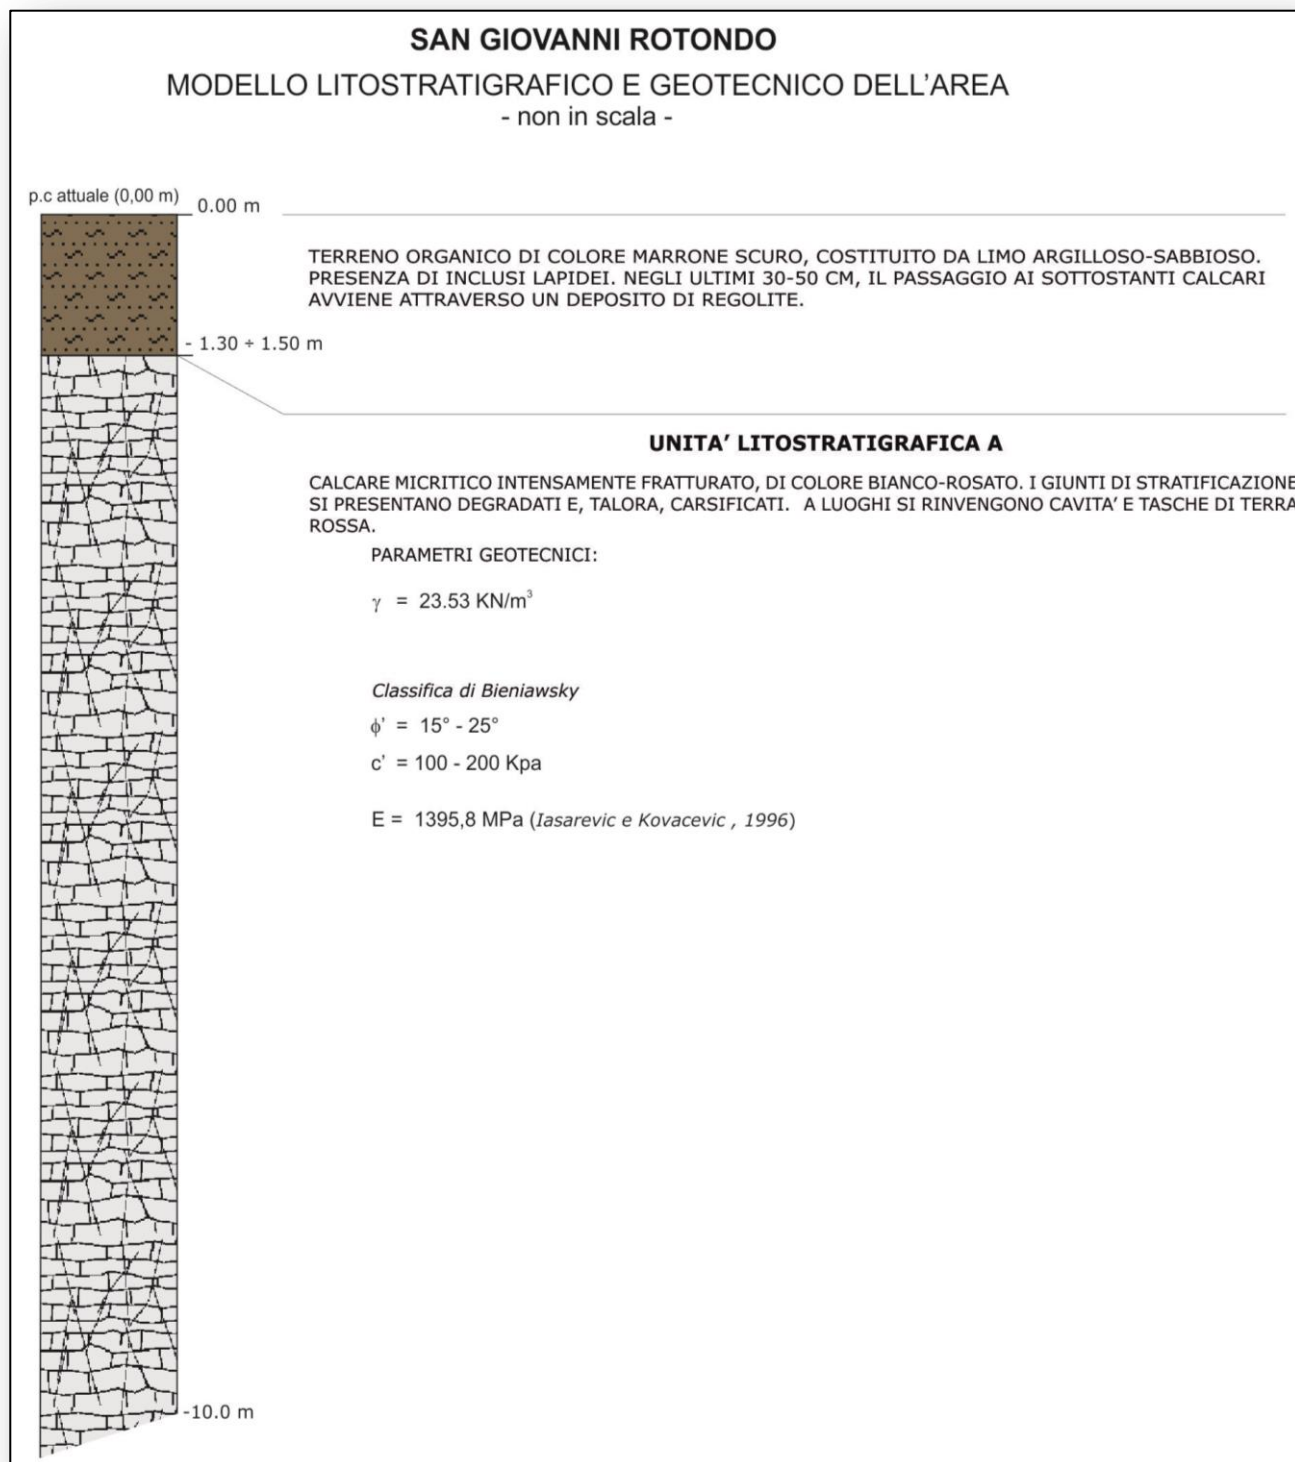 SAN GIOVANNI ROTONDO
MODELLO LITOSTRATIGRAFICO E GEOTECNICO DELL'AREA
- non in scala -
p.c attuale (0,00 m)
0.00 m
TERRENO ORGANICO DI COLORE MARRONE SCURO, COSTITUITO DA LIMO ARGILLOSO-SABBIOSO.
PRESENZA DI INCLUSI LAPIDEI. NEGLI ULTIMI 30-50 CM, IL PASSAGGIO AI SOTTOSTANTI CALCARI
AVVIENE ATTRAVERSO UN DEPOSITO DI REGOLITE.
- 1.30 ÷ 1.50 m
UNITA' LITOSTRATIGRAFICA A
CALCARE MICRITICO INTENSAMENTE FRATTURATO, DI COLORE BIANCO-ROSATO. I GIUNTI DI STRATIFICAZIONE
SI PRESENTANO DEGRADATI E, TALORA, CARSIFICATI. A LUOGHI SI RINVENGONO CAVITA' E TASCHE DI TERRA
ROSSA.
PARAMETRI GEOTECNICI:
γ = 23.53 KN/m³
Classifica di Bieniawsky
ϕ' = 15° - 25°
c' = 100 - 200 Kpa
E = 1395,8 MPa (Iasarevic e Kovacevic , 1996)
-10.0 m